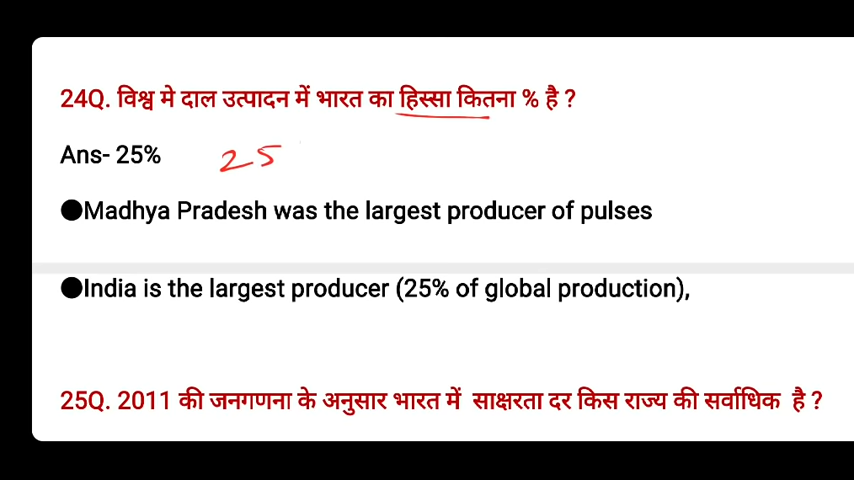 24Q. विश्व मे दाल उत्पादन में भारत का हिस्सा कितना % है ?
Ans- 25% 25
●Madhya Pradesh was the largest producer of pulses
●India is the largest producer (25% of global production),
25Q. 2011 की जनगणना के अनुसार भारत में साक्षरता दर किस राज्य की सर्वाधिक है ?